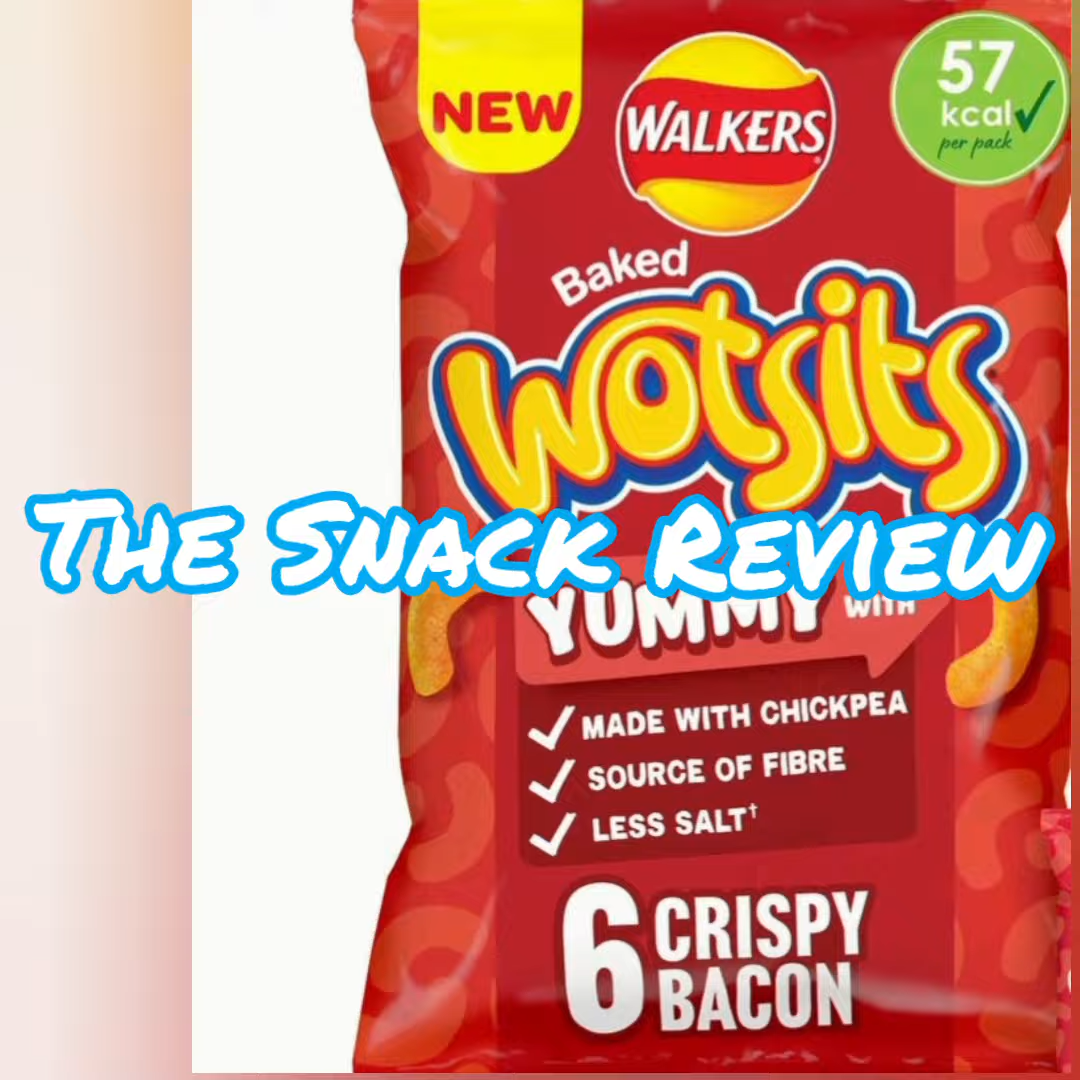 NEW
WALKERS
57
kcal
per pack
Baked
Wotsits
The Snack Review
YUMMY WITH
MADE WITH CHICKPEA
SOURCE OF FIBRE
LESS SALT†
6 CRISPY
BACON